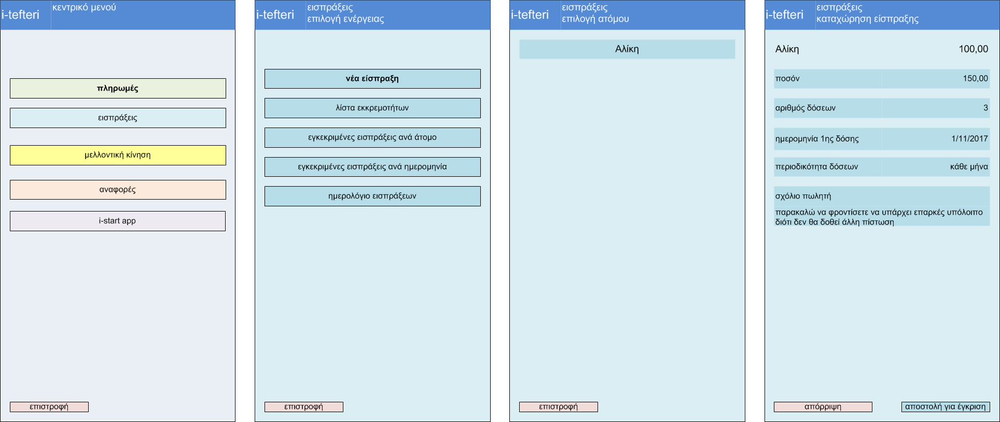 i-tefteri
κεντρικό μενού
πληρωμές
εισπράξεις
μελλοντική κίνηση
αναφορές
i-start app
επιστροφή
i-tefteri
εισπράξεις
επιλογή ενέργειας
νέα είσπραξη
λίστα εκκρεμοτήτων
εγκεκριμένες εισπράξεις ανά άτομο
εγκεκριμένες εισπράξεις ανά ημερομηνία
ημερολόγιο εισπράξεων
επιστροφή
i-tefteri
εισπράξεις
επιλογή ατόμου
Αλίκη
επιστροφή
i-tefteri
εισπράξεις
καταχώρηση είσπραξης
Αλίκη 100,00
ποσόν 150,00
αριθμός δόσεων 3
ημερομηνία 1ης δόσης 1/11/2017
περιοδικότητα δόσεων κάθε μήνα
σχόλιο πωλητή
παρακαλώ να φροντίσετε να υπάρχει επαρκές υπόλοιπο
διότι δεν θα δοθεί άλλη πίστωση
απόρριψη αποστολή για έγκριση